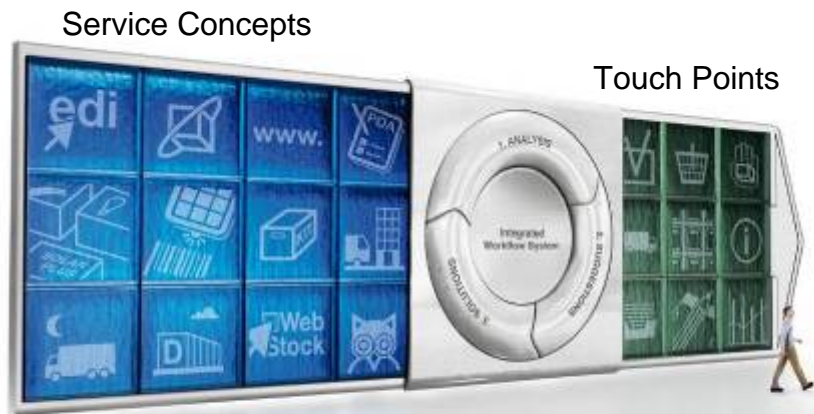 Service Concepts
Touch Points
edi
www.
PDA
1. ANALYSIS
2. SUGGESTIONS
3. SOLUTIONS
Integrated
Workflow System
D
Web
Stock